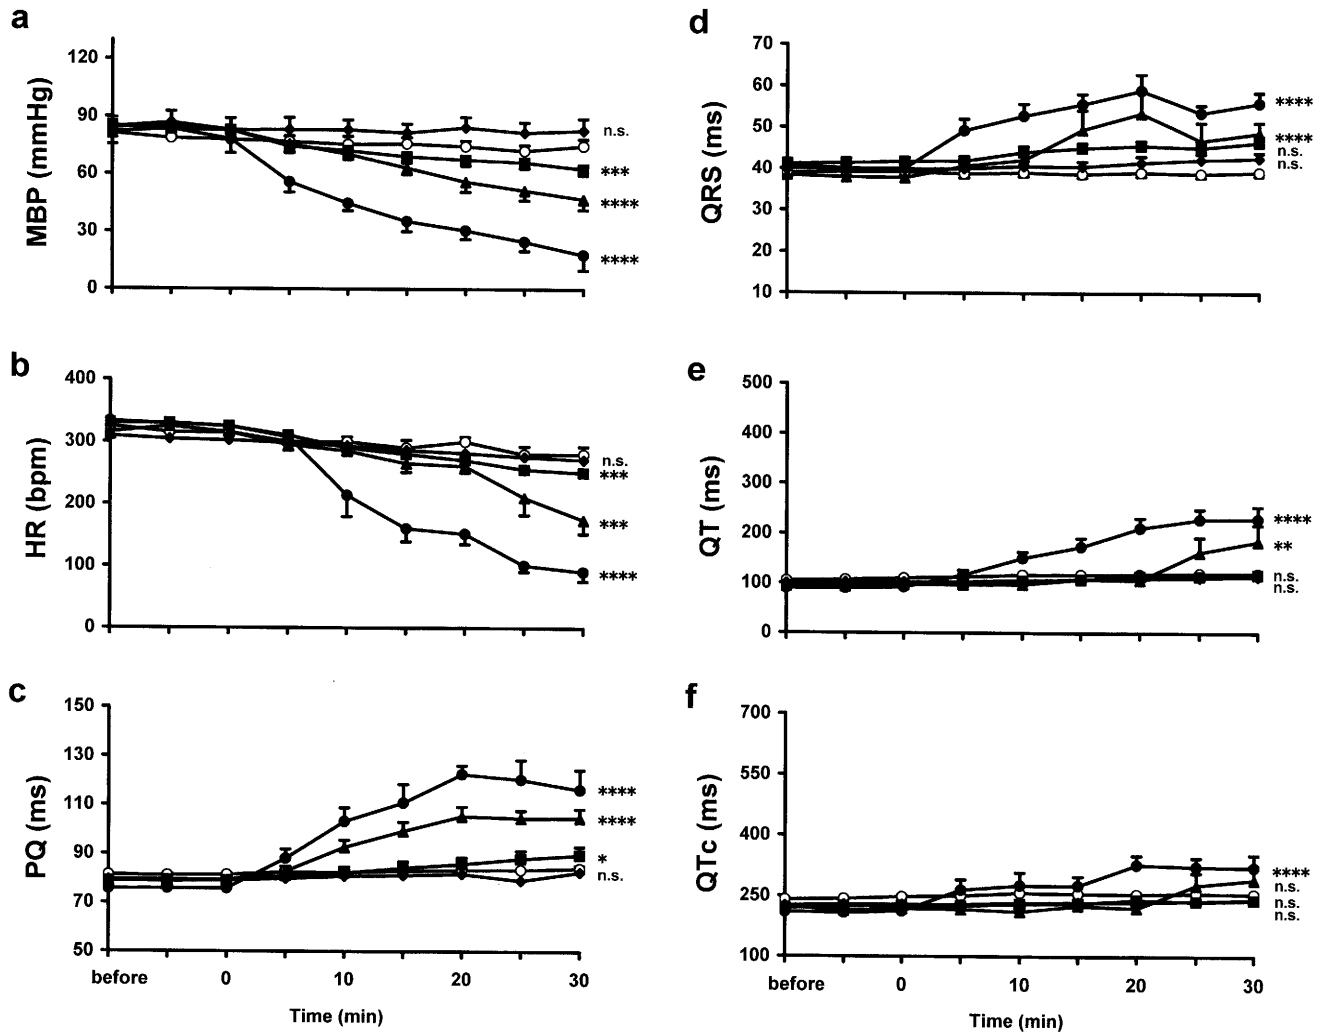 a
MBP (mmHg)
120
90
60
30
0
n.s.
***
****
****
b
HR (bpm)
400
300
200
100
0
n.s.
***
***
****
c
PQ (ms)
150
130
110
90
70
50
****
****
*
n.s.
before 0 10 20 30
Time (min)
d
QRS (ms)
70
60
50
40
30
20
10
****
****
n.s.
n.s.
e
QT (ms)
500
400
300
200
100
0
****
**
n.s.
n.s.
f
QTc (ms)
700
550
400
250
100
****
n.s.
n.s.
n.s.
before 0 10 20 30
Time (min)